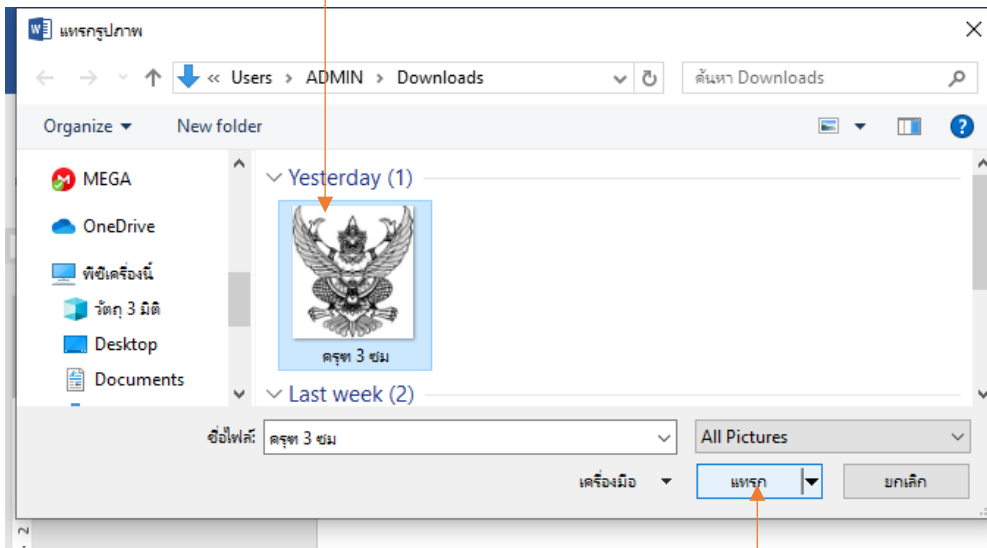 แทรกรูปภาพ
« Users > ADMIN > Downloads
ค้นหา Downloads
Organize
New folder
MEGA
OneDrive
พีซีเครื่องนี้
วัตถุ 3 มิติ
Desktop
Documents
Yesterday (1)
ครุฑ 3 ซม
Last week (2)
ชื่อไฟล์: ครุฑ 3 ซม
All Pictures
เครื่องมือ
แทรก
ยกเลิก
2